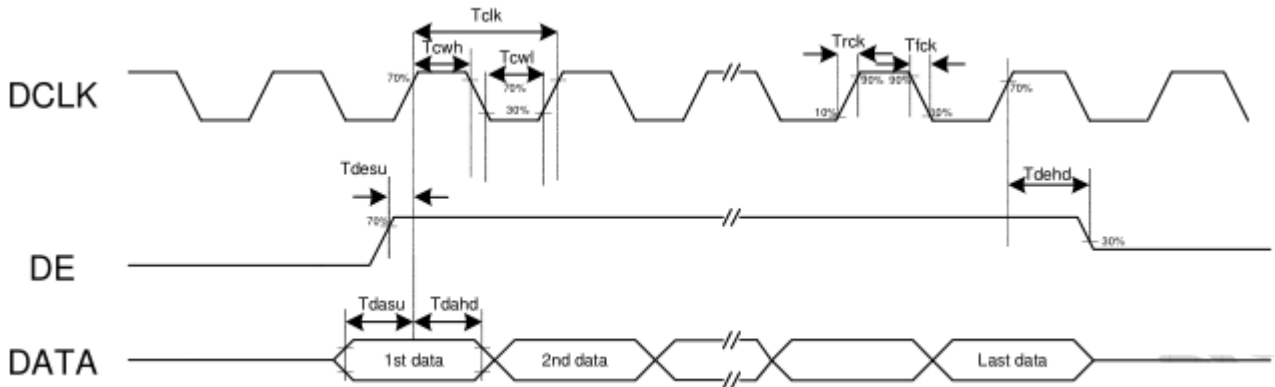 Tclk
Tcwh
Tcwl
Trck
Tfck
DCLK
70%
70%
30%
10%
90%
90%
10%
70%
Tdesu
Tdehd
70%
30%
DE
Tdasu
Tdahd
DATA
1st data
2nd data
Last data